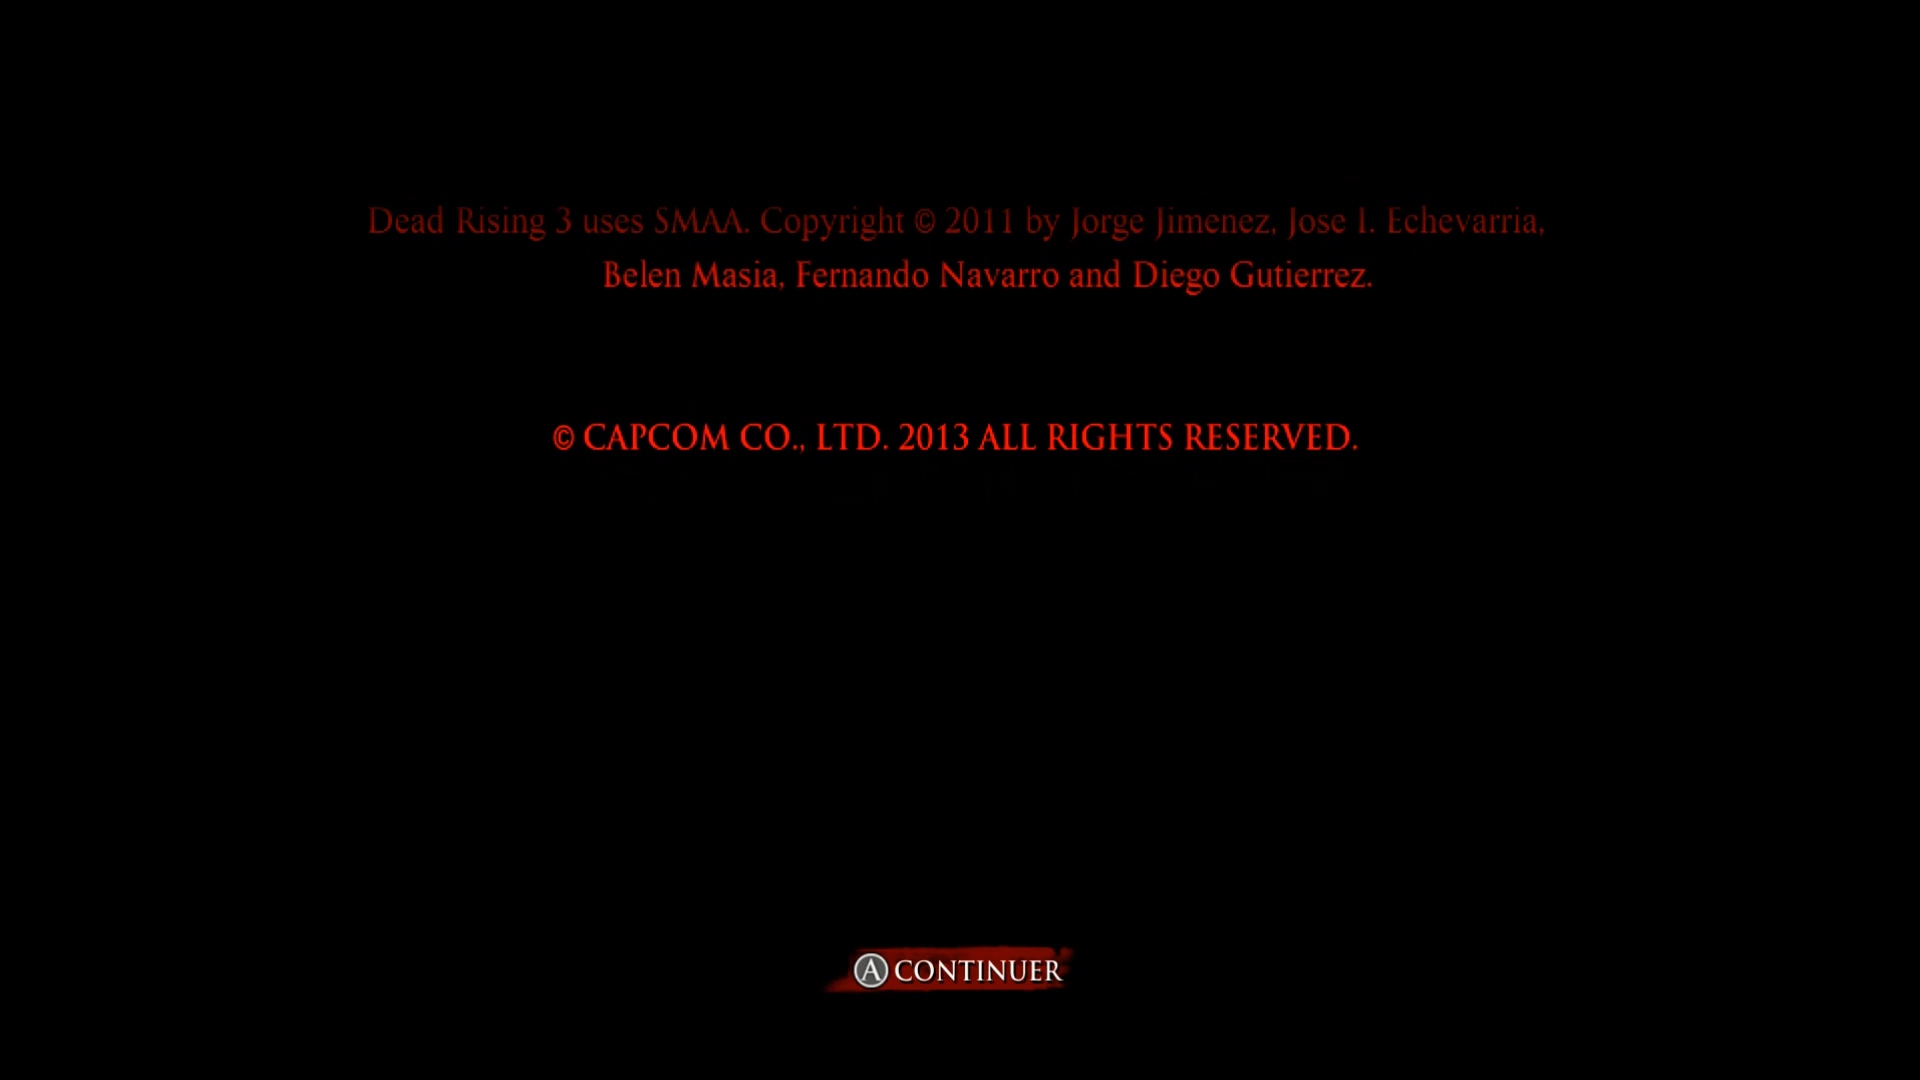 Dead Rising 3 uses SMAA. Copyright © 2011 by Jorge Jimenez, Jose I. Echevarria,
Belen Masia, Fernando Navarro and Diego Gutierrez.
© CAPCOM CO., LTD. 2013 ALL RIGHTS RESERVED.
A CONTINUER